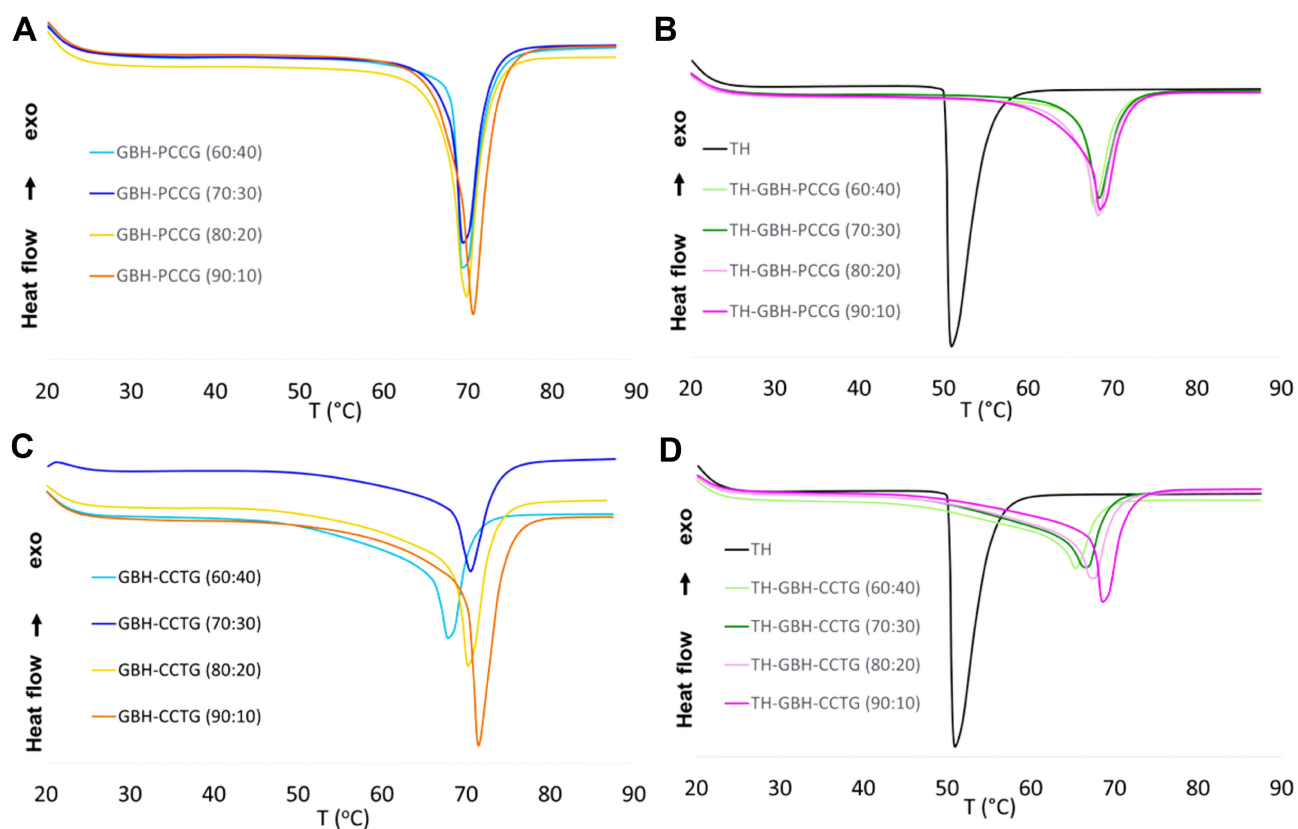 A
exo
Heat flow
GBH-PCCG (60:40)
GBH-PCCG (70:30)
GBH-PCCG (80:20)
GBH-PCCG (90:10)
20 30 40 50 60 70 80 90
T (°C)
B
exo
Heat flow
TH
TH-GBH-PCCG (60:40)
TH-GBH-PCCG (70:30)
TH-GBH-PCCG (80:20)
TH-GBH-PCCG (90:10)
20 30 40 50 60 70 80 90
T (°C)
C
exo
Heat flow
GBH-CCTG (60:40)
GBH-CCTG (70:30)
GBH-CCTG (80:20)
GBH-CCTG (90:10)
20 30 40 50 60 70 80 90
T (°C)
D
exo
Heat flow
TH
TH-GBH-CCTG (60:40)
TH-GBH-CCTG (70:30)
TH-GBH-CCTG (80:20)
TH-GBH-CCTG (90:10)
20 30 40 50 60 70 80 90
T (°C)